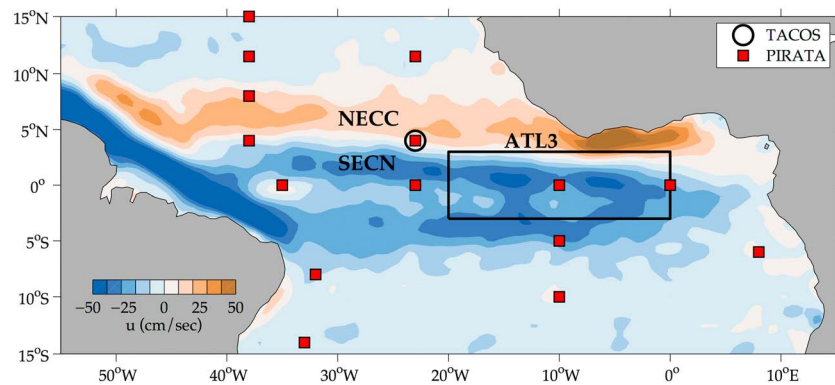 15°N
10°N
5°N
0°
5°S
10°S
15°S
50°W
40°W
30°W
20°W
10°W
0°
10°E
NECC
SECN
ATL3
TACOS
PIRATA
−50 −25 0 25 50
u (cm/sec)